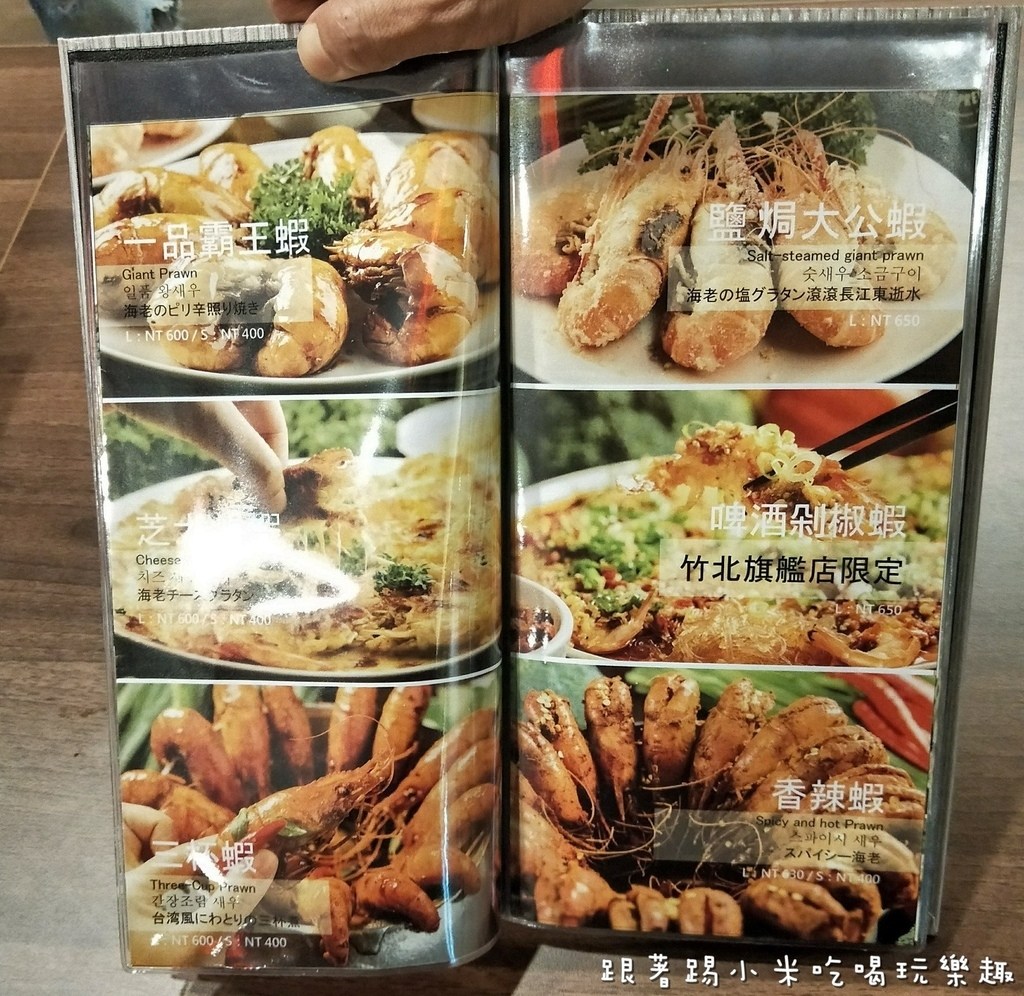 一品霸王蝦
Giant Prawn
일품 왕새우
海老のピリ辛照り焼き
L : NT 600 / S : NT 400
芝
Cheese
치즈
海老チーズグラタン
L : NT 600 / S : NT 400
三杯蝦
Three-Cup Prawn
간장조림 새우
台湾風にわとりの三杯煮
L : NT 600 / S : NT 400
鹽焗大公蝦
Salt-steamed giant prawn
숫새우 소금구이
海老の塩グラタン滾滾長江東逝水
L : NT 650
啤酒剁椒蝦
竹北旗艦店限定
L : NT 650
香辣蝦
Spicy and hot Prawn
스파이시 새우
スパイシー海老
L : NT 630 / S : NT 400
跟著踢小米吃喝玩樂趣